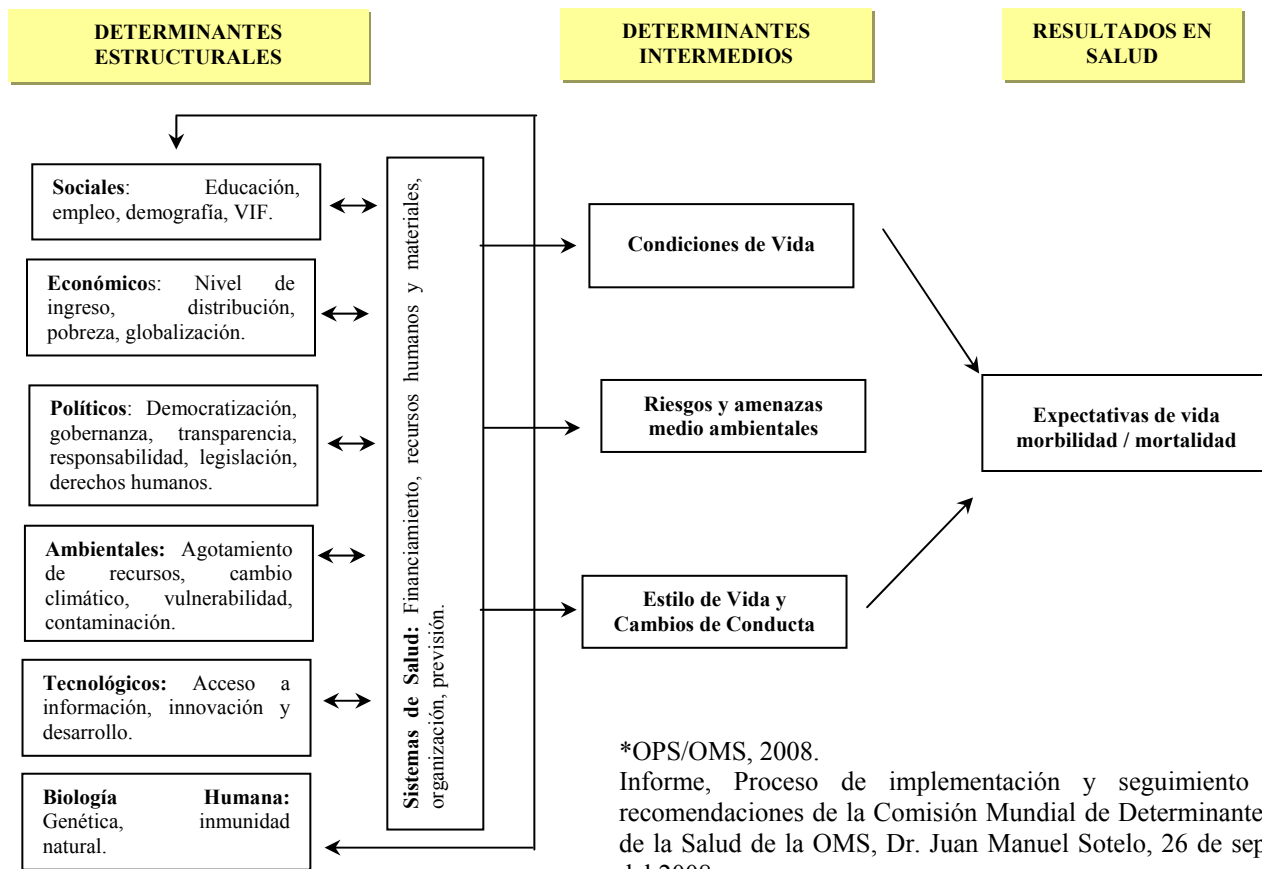 DETERMINANTES
ESTRUCTURALES
DETERMINANTES
INTERMEDIOS
RESULTADOS EN
SALUD
Sociales: Educación,
empleo, demografía, VIF.
Económicos: Nivel de
ingreso, distribución,
pobreza, globalización.
Políticos: Democratización,
gobernanza, transparencia,
responsabilidad, legislación,
derechos humanos.
Ambientales: Agotamiento
de recursos, cambio
climático, vulnerabilidad,
contaminación.
Tecnológicos: Acceso a
información, innovación y
desarrollo.
Biología Humana:
Genética, inmunidad
natural.
Sistemas de Salud: Financiamiento, recursos humanos y materiales,
organización, previsión.
Condiciones de Vida
Riesgos y amenazas
medio ambientales
Estilo de Vida y
Cambios de Conducta
Expectativas de vida
morbilidad / mortalidad
*OPS/OMS, 2008.
Informe, Proceso de implementación y seguimiento
recomendaciones de la Comisión Mundial de Determinante
de la Salud de la OMS, Dr. Juan Manuel Sotelo, 26 de sep
del 2008